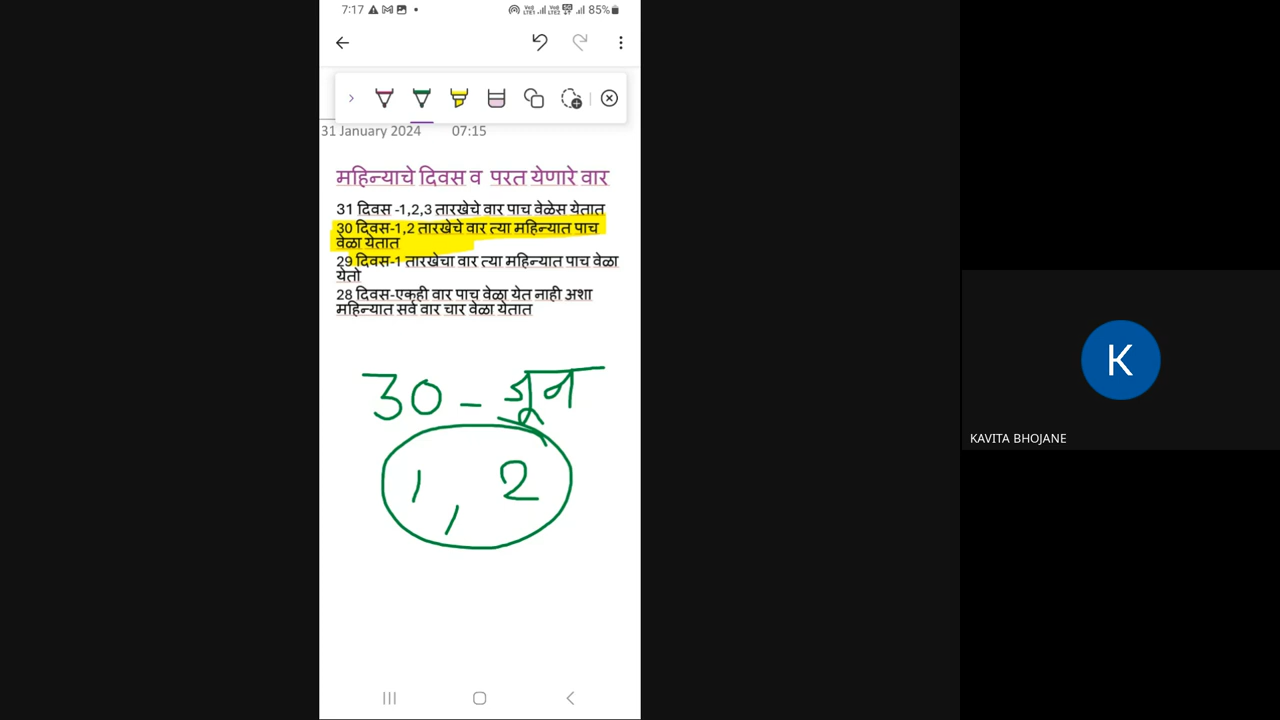 7:17
85%
31 January 2024 07:15
महिन्याचे दिवस व परत येणारे वार
31 दिवस -1,2,3 तारखेचे वार पाच वेळेस येतात
30 दिवस-1,2 तारखेचे वार त्या महिन्यात पाच
वेळा येतात
29 दिवस-1 तारखेचा वार त्या महिन्यात पाच वेळा
येतो
28 दिवस-एकही वार पाच वेळा येत नाही अशा
महिन्यात सर्व वार चार वेळा येतात
30 - जून
1, 2
K
KAVITA BHOJANE